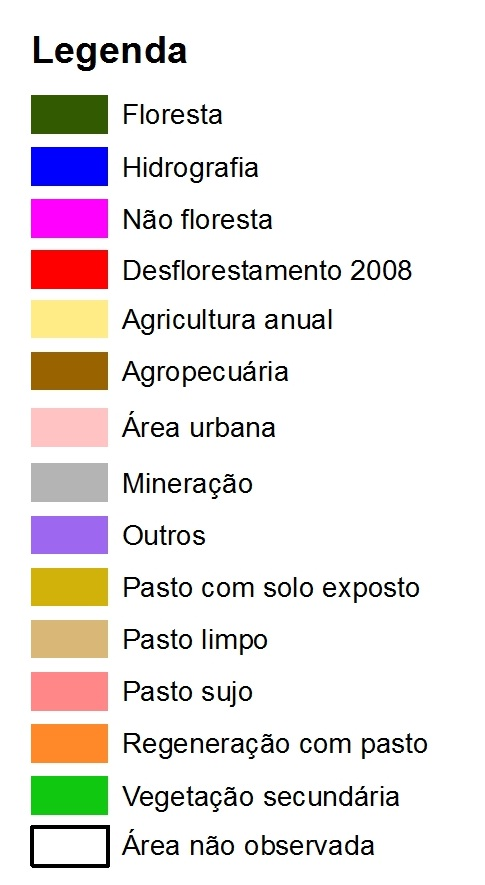 Legenda
Floresta
Hidrografia
Não floresta
Desflorestamento 2008
Agricultura anual
Agropecuária
Área urbana
Mineração
Outros
Pasto com solo exposto
Pasto limpo
Pasto sujo
Regeneração com pasto
Vegetação secundária
Área não observada